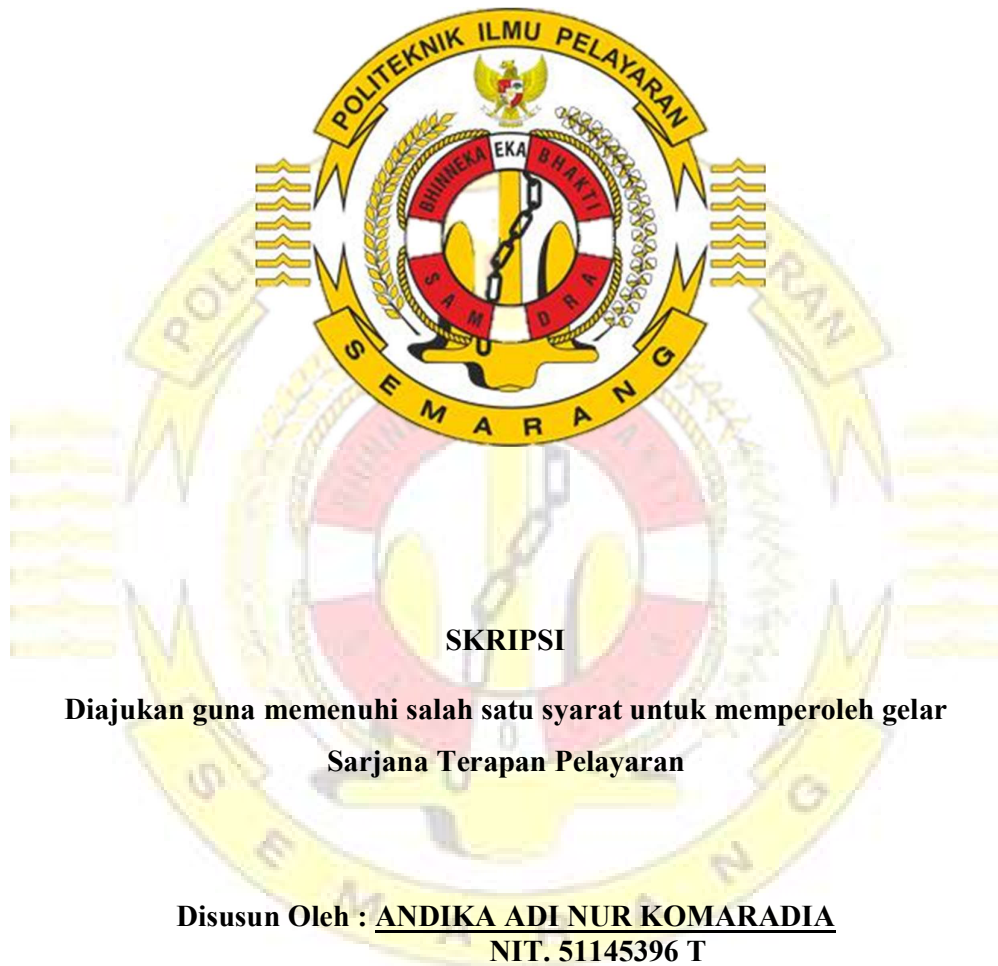 POLITEKNIK ILMU PELAYARAN
BHINNEKA EKA BHAKTI
SAMDRA
SEMARANG
SKRIPSI
Diajukan guna memenuhi salah satu syarat untuk memperoleh gelar
Sarjana Terapan Pelayaran
Disusun Oleh : ANDIKA ADI NUR KOMARADIA
NIT. 51145396 T